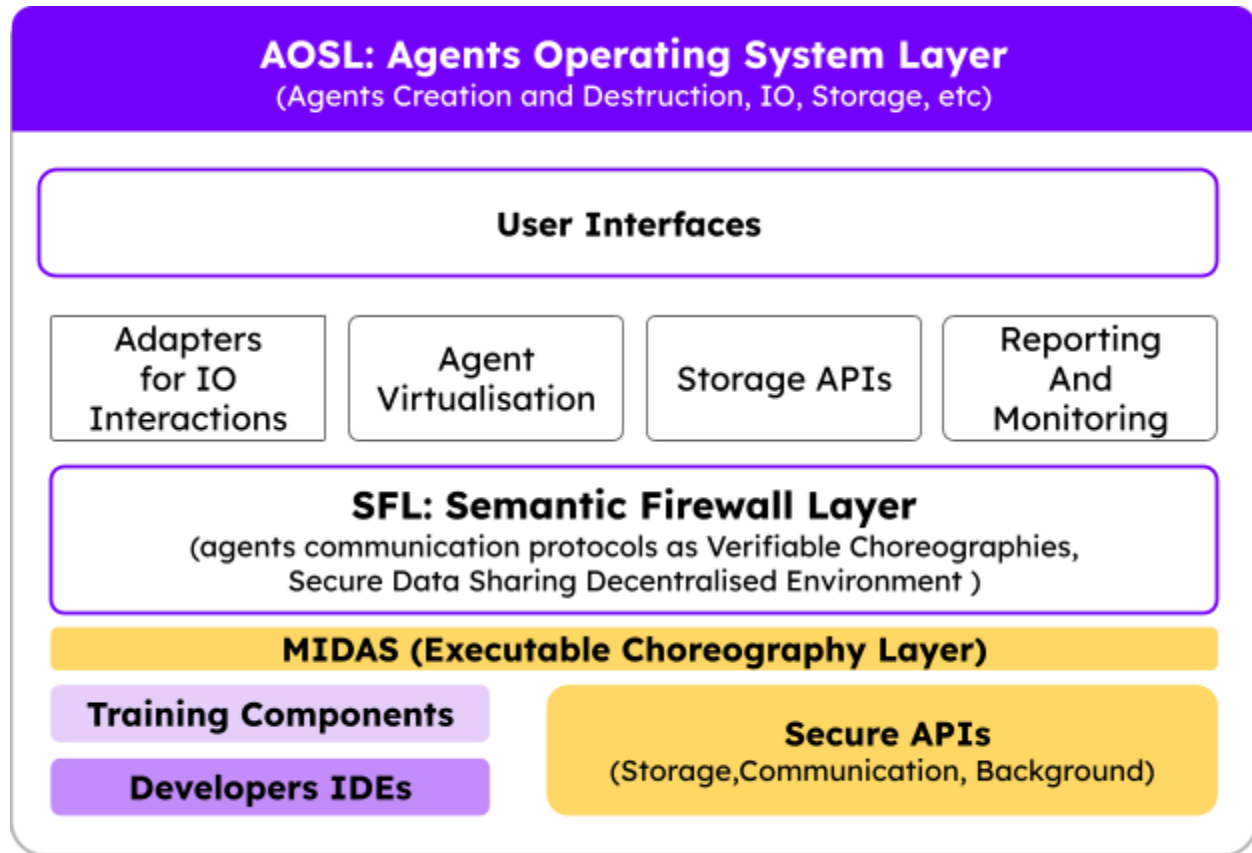 AOSL: Agents Operating System Layer
(Agents Creation and Destruction, IO, Storage, etc)
User Interfaces
Adapters
for IO
Interactions
Agent
Virtualisation
Storage APIs
Reporting
And
Monitoring
SFL: Semantic Firewall Layer
(agents communication protocols as Verifiable Choreographies,
Secure Data Sharing Decentralised Environment )
MIDAS (Executable Choreography Layer)
Training Components
Developers IDEs
Secure APIs
(Storage,Communication, Background)